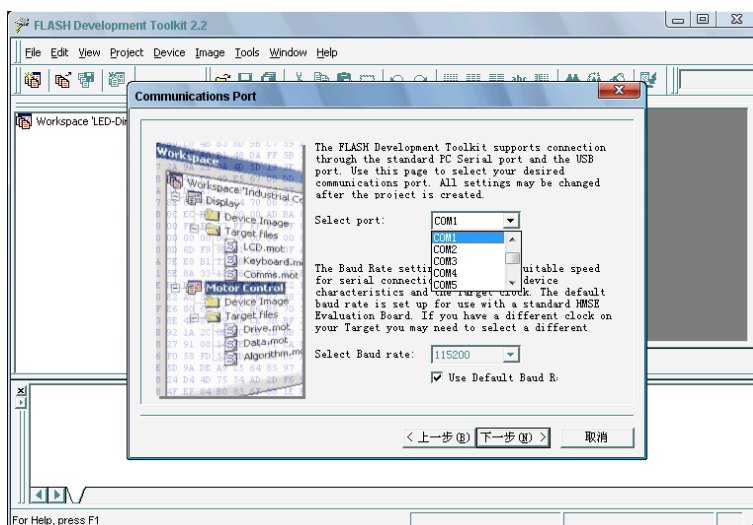 FLASH Development Toolkit 2.2
File Edit View Project Device Image Tools Window Help
abc
Communications Port
Workspace 'LED-Di
Workspace
Workspace 'Industrial Co
Display
Device Image
Target files
LCD.mot
Keyboard.m
Comms.mot
Motor Control
Device Image
Target files
Drive.mot
Data.mot
Algorithm.m
The FLASH Development Toolkit supports connection
through the standard PC Serial port and the USB
port. Use this page to select your desired
communications port. All settings may be changed
after the project is created.
Select port:
COM1
COM1
COM2
COM3
COM4
COM5
The Baud Rate setti
uitable speed
for serial connecti
device
characteristics and the Target clock. The default
baud rate is set up for use with a standard HMSE
Evaluation Board. If you have a different clock on
your Target you may need to select a different
Select Baud rate:
115200
Use Default Baud R
< 上一步(B)
下一步(N) >
取消
For Help, press F1